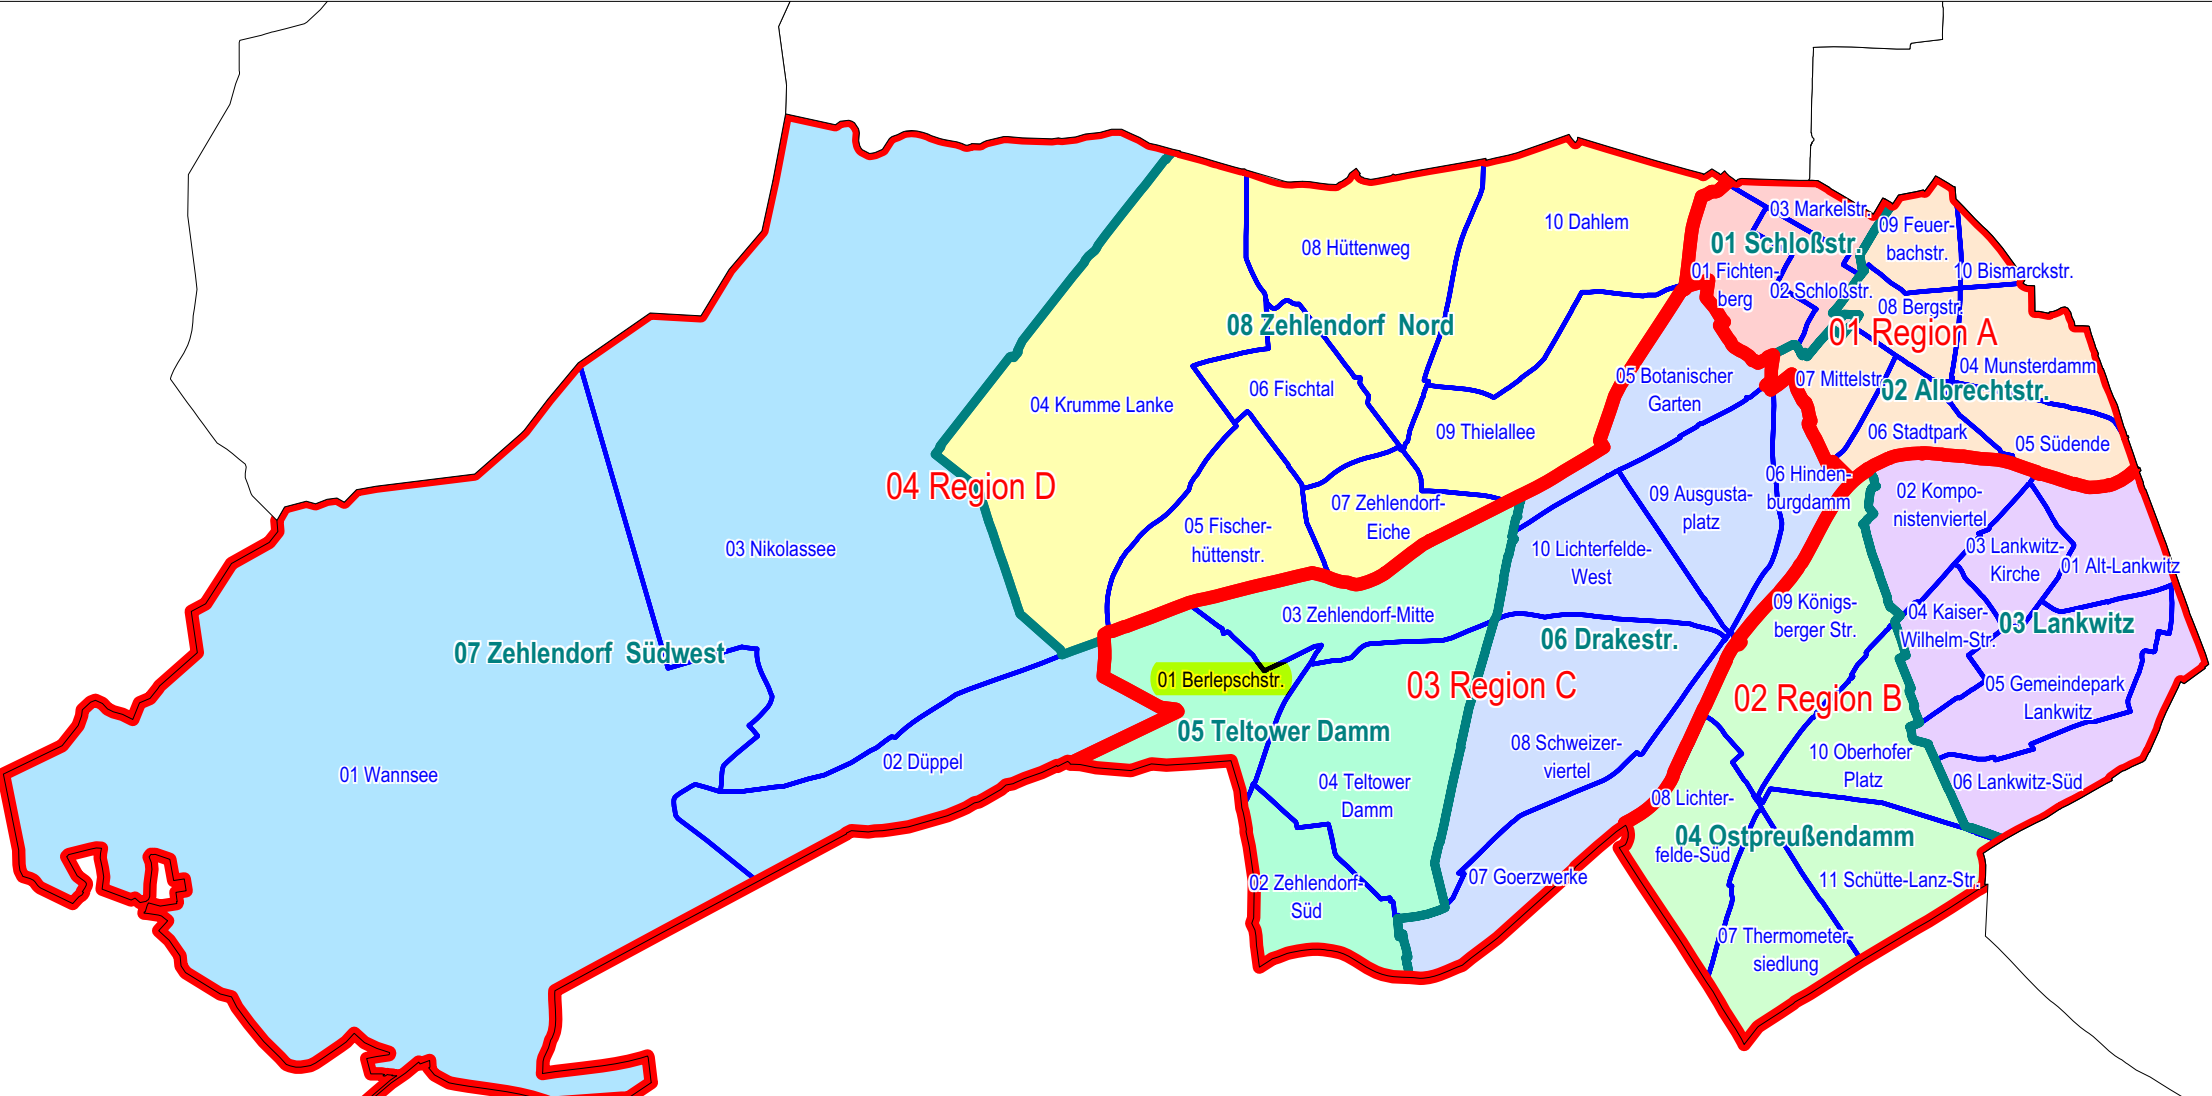 03 Markelstr.
10 Dahlem
09 Feuer-
bachstr.
08 Hüttenweg
01 Schloßstr.
01 Fichten-
berg
10 Bismarckstr.
02 Schloßstr.
08 Bergstr.
08 Zehlendorf Nord
01 Region A
04 Munsterdamm
05 Botanischer
Garten
07 Mittelstr.
02 Albrechtstr.
06 Fischtal
04 Krumme Lanke
09 Thielallee
06 Stadtpark
05 Südende
04 Region D
06 Hinden-
burgdamm
09 Ausgusta-
platz
02 Kompo-
nistenviertel
07 Zehlendorf-
Eiche
05 Fischer-
hüttenstr.
03 Nikolassee
10 Lichterfelde-
West
03 Lankwitz-
Kirche
01 Alt-Lankwitz
09 Königs-
berger Str.
04 Kaiser-
Wilhelm-Str.
03 Lankwitz
03 Zehlendorf-Mitte
06 Drakestr.
07 Zehlendorf Südwest
01 Berlepschstr.
03 Region C
02 Region B
05 Gemeindepark
Lankwitz
05 Teltower Damm
08 Schweizer-
viertel
10 Oberhofer
Platz
02 Düppel
01 Wannsee
04 Teltower
Damm
06 Lankwitz-Süd
08 Lichter-
felde-Süd
04 Ostpreußendamm
02 Zehlendorf-
Süd
07 Goerzwerke
11 Schütte-Lanz-Str.
07 Thermometer-
siedlung